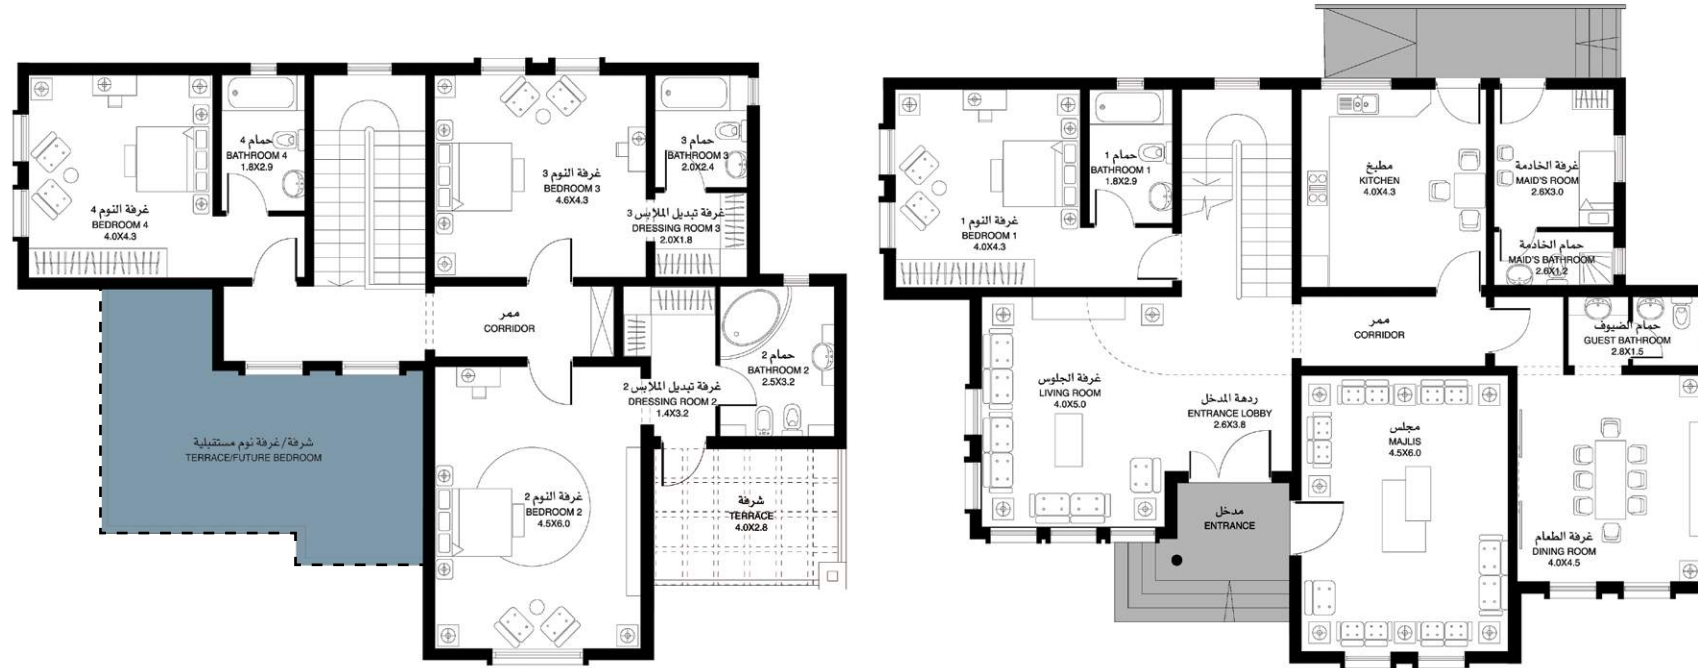 حمام 4
BATHROOM 4
1.8X2.9
غرفة النوم 4
BEDROOM 4
4.0X4.3
غرفة النوم 3
BEDROOM 3
4.6X4.3
حمام 3
BATHROOM 3
2.0X2.4
غرفة تبديل الملابس 3
DRESSING ROOM 3
2.0X1.8
ممر
CORRIDOR
حمام 2
BATHROOM 2
2.5X3.2
غرفة تبديل الملابس 2
DRESSING ROOM 2
1.4X3.2
شرفة/غرفة نوم مستقبلية
TERRACE/FUTURE BEDROOM
غرفة النوم 2
BEDROOM 2
4.5X6.0
شرفة
TERRACE
4.0X2.8
حمام 1
BATHROOM 1
1.8X2.9
غرفة النوم 1
BEDROOM 1
4.0X4.3
مطبخ
KITCHEN
4.0X4.3
غرفة الخادمة
MAID'S ROOM
2.6X3.0
حمام الخادمة
MAID'S BATHROOM
2.6X1.2
ممر
CORRIDOR
حمام الضيوف
GUEST BATHROOM
2.8X1.5
غرفة الجلوس
LIVING ROOM
4.0X5.0
ردهة المدخل
ENTRANCE LOBBY
2.6X3.8
مجلس
MAJLIS
4.5X6.0
مدخل
ENTRANCE
غرفة الطعام
DINING ROOM
4.0X4.5